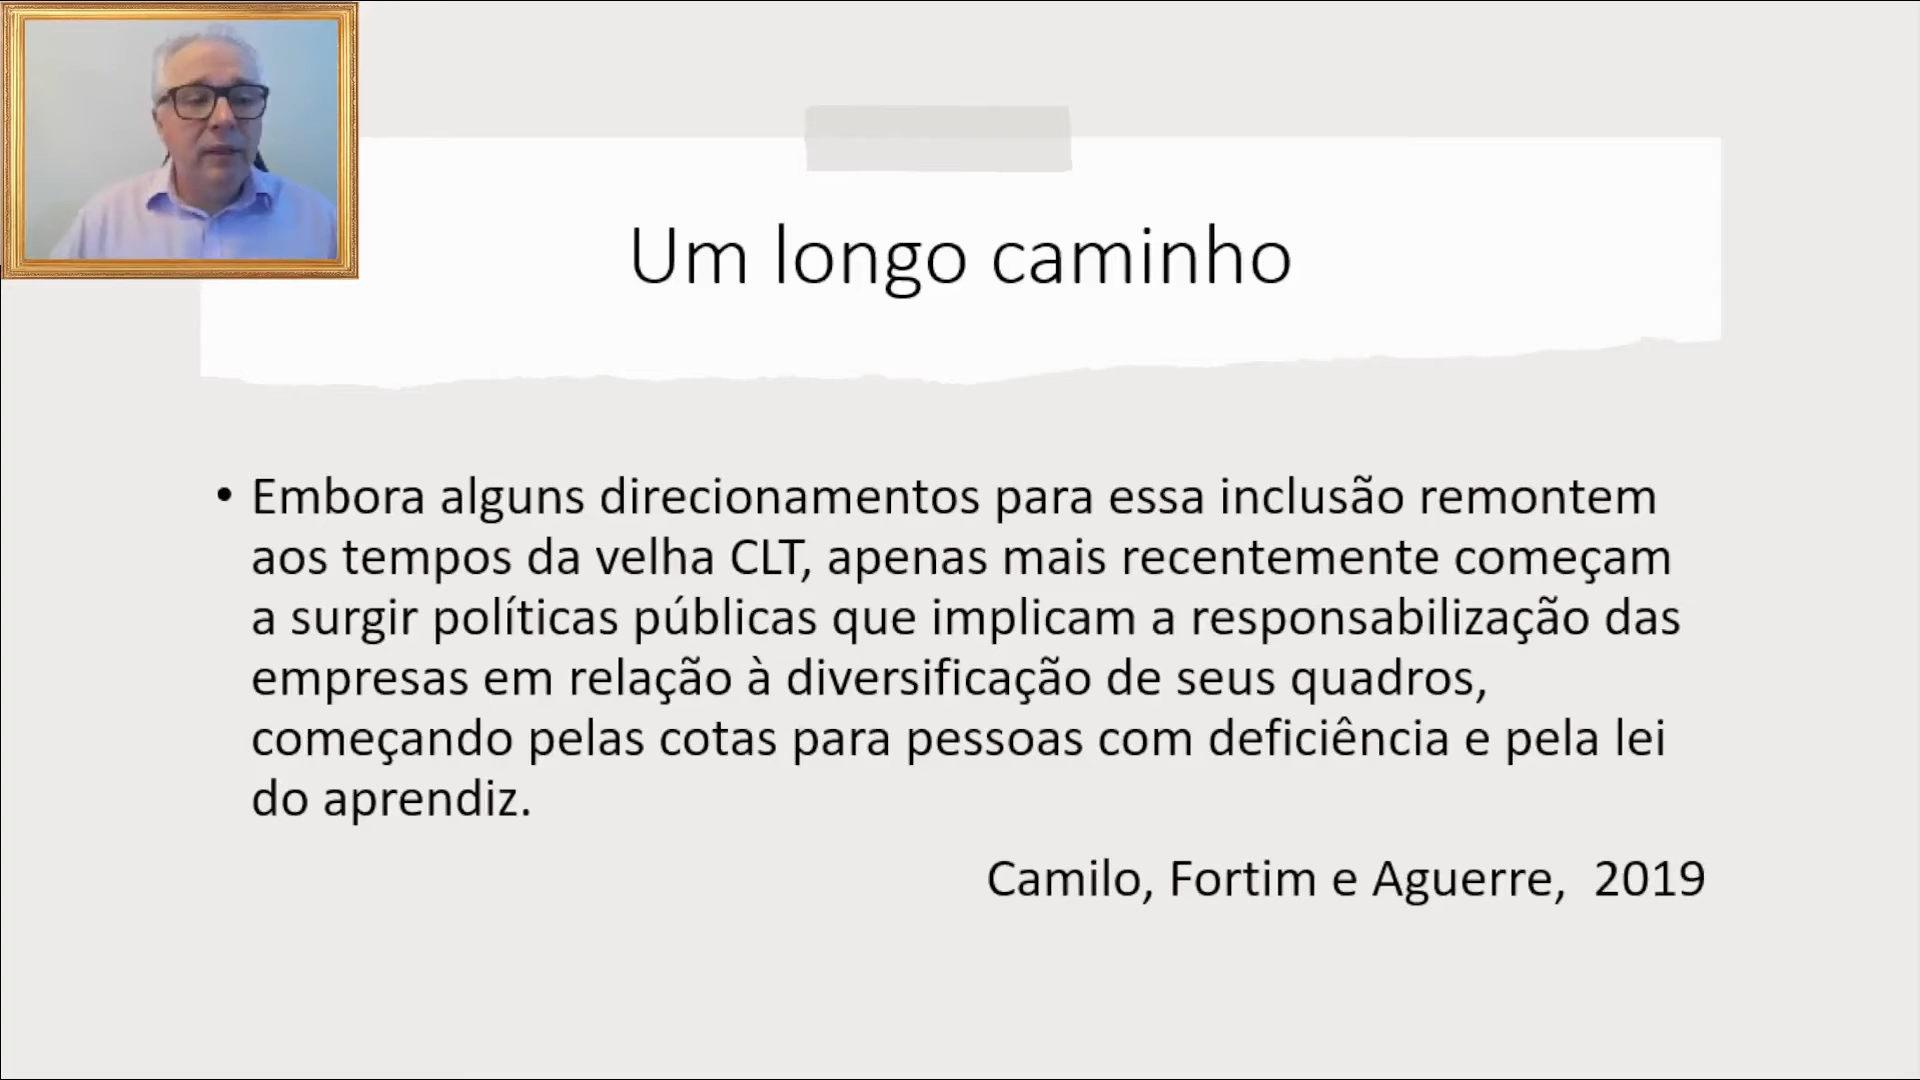 Um longo caminho
• Embora alguns direcionamentos para essa inclusão remontem
aos tempos da velha CLT, apenas mais recentemente começam
a surgir políticas públicas que implicam a responsabilização das
empresas em relação à diversificação de seus quadros,
começando pelas cotas para pessoas com deficiência e pela lei
do aprendiz.
Camilo, Fortim e Aguerre,  2019